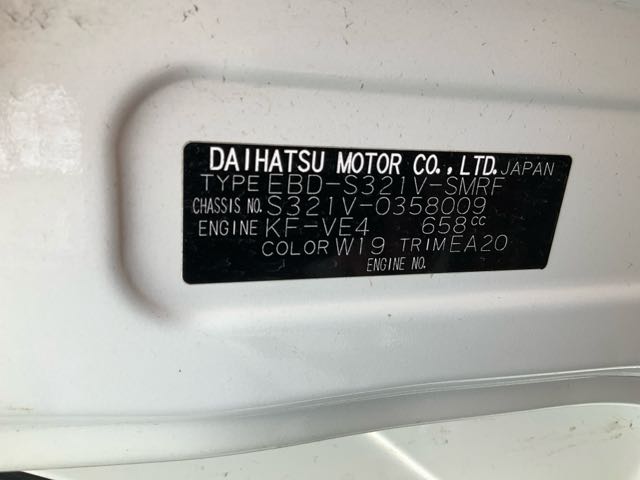 DAIHATSU MOTOR CO., LTD. JAPAN
TYPE EBD-S321V-SMRF
CHASSIS NO. S321V-0358009
ENGINE KF-VE4 658cc
COLOR W19 TRIM EA20
ENGINE NO.